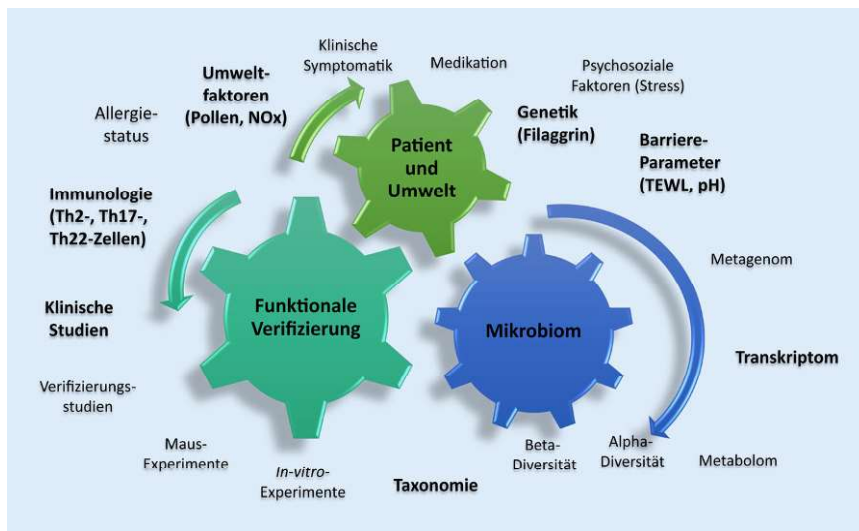 Klinische
Symptomatik
Medikation
Psychosoziale
Faktoren (Stress)
Umwelt-
faktoren
(Pollen, NOx)
Allergie-
status
Genetik
(Filaggrin)
Barriere-
Parameter
(TEWL, pH)
Patient
und
Umwelt
Immunologie
(Th2-, Th17-,
Th22-Zellen)
Metagenom
Klinische
Studien
Funktionale
Verifizierung
Mikrobiom
Transkriptom
Verifizierungs-
studien
Maus-
Experimente
In-vitro-
Experimente
Taxonomie
Beta-
Diversität
Alpha-
Diversität
Metabolom